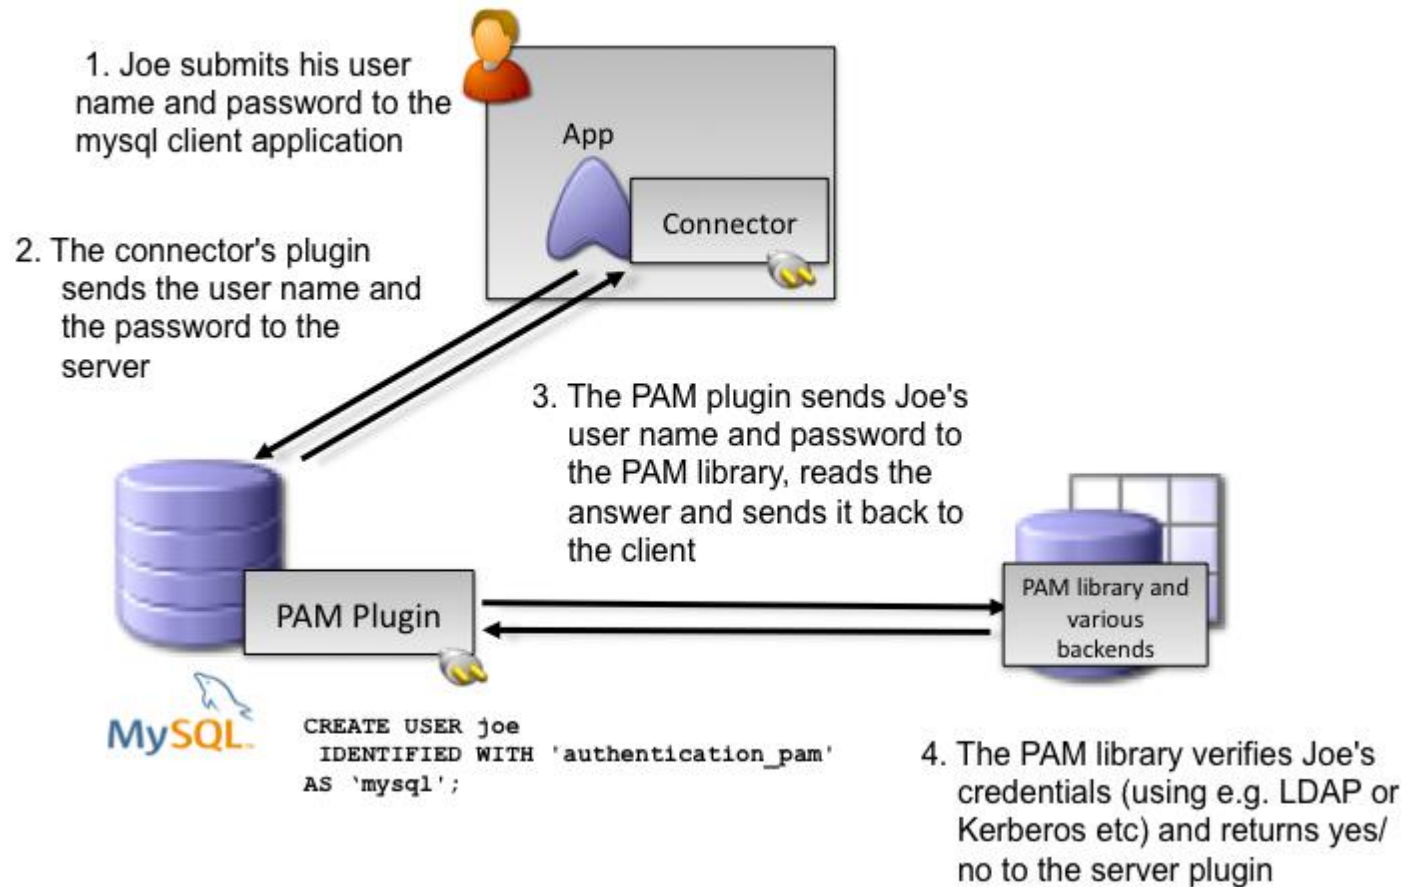 1. Joe submits his user
name and password to the
mysql client application
App
Connector
2. The connector's plugin
sends the user name and
the password to the
server
3. The PAM plugin sends Joe's
user name and password to
the PAM library, reads the
answer and sends it back to
the client
PAM Plugin
PAM library and
various
backends
MySQL
CREATE USER joe
IDENTIFIED WITH 'authentication_pam'
AS `mysql';
4. The PAM library verifies Joe's
credentials (using e.g. LDAP or
Kerberos etc) and returns yes/
no to the server plugin